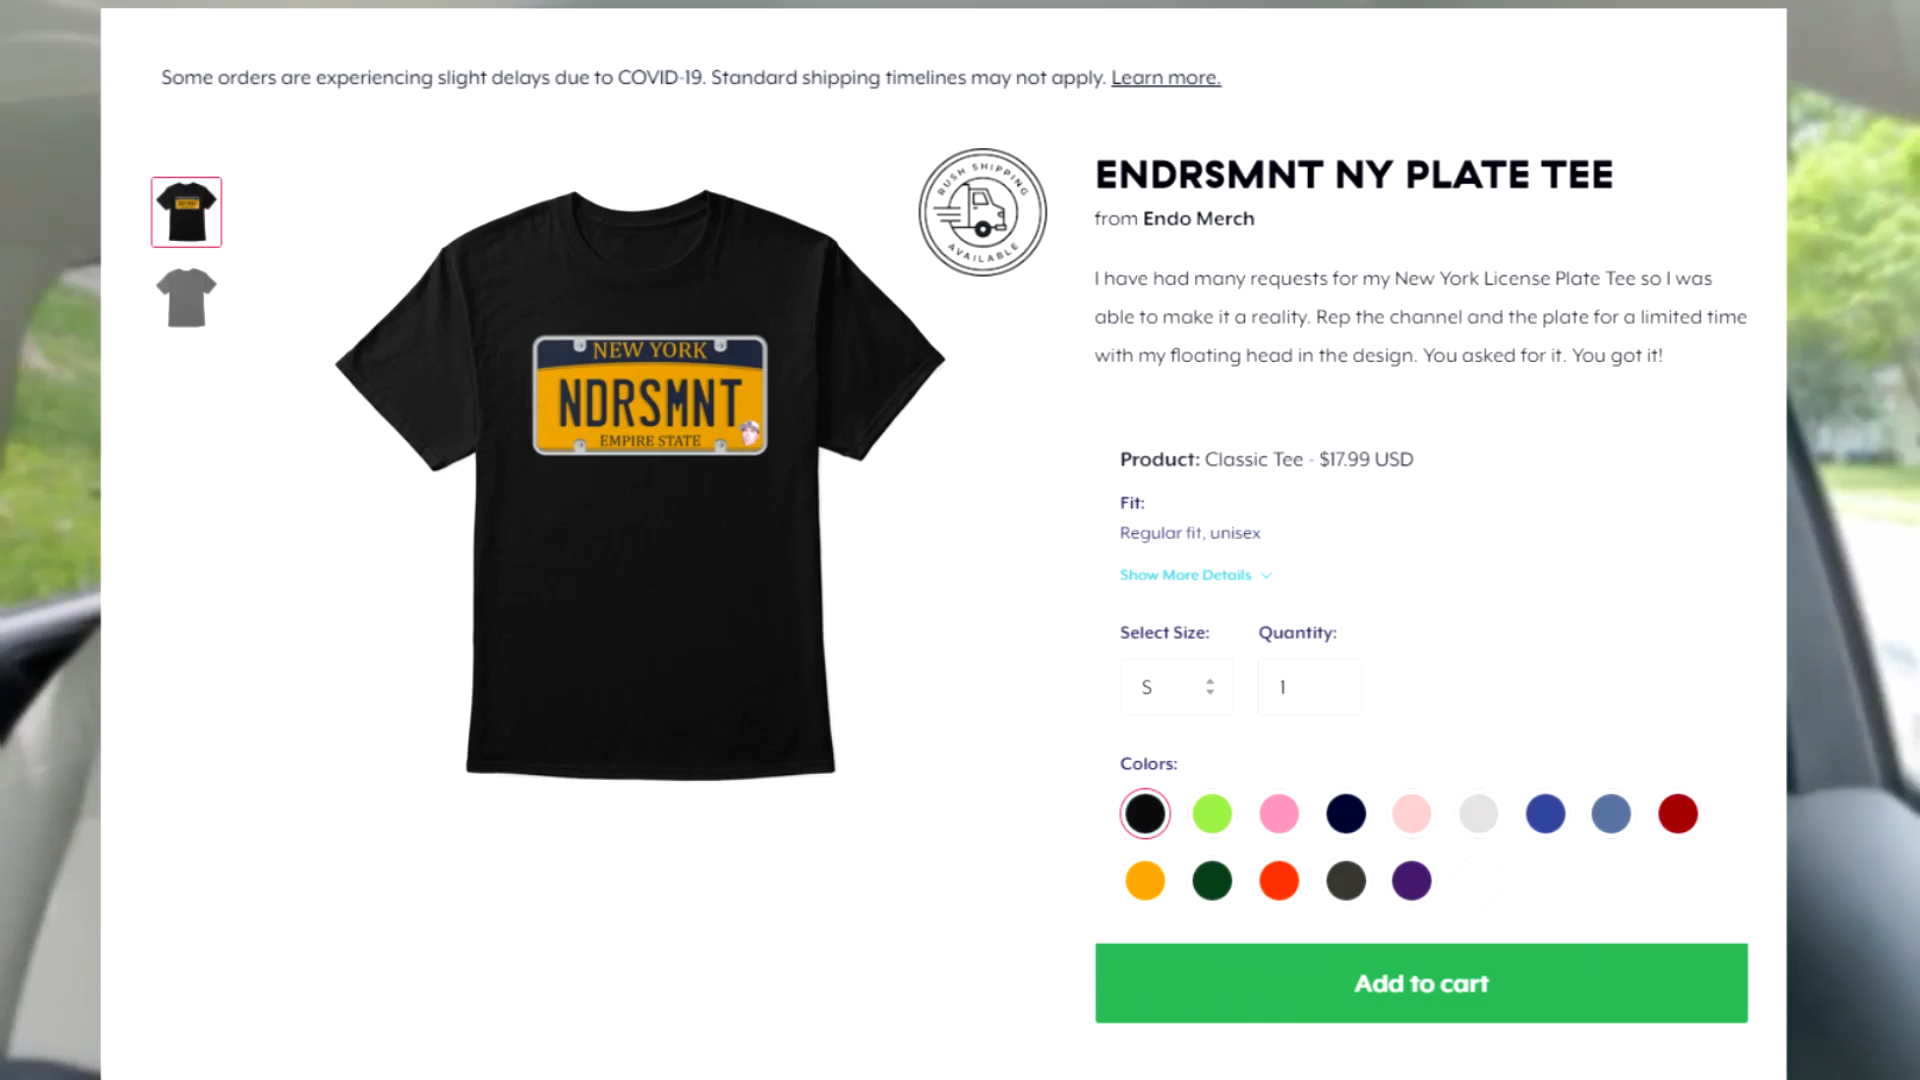 Some orders are experiencing slight delays due to COVID-19. Standard shipping timelines may not apply. Learn more.
RUSH SHIPPING
AVAILABLE
NEW YORK
NDRSMNT
EMPIRE STATE
ENDRSMNT NY PLATE TEE
from Endo Merch
I have had many requests for my New York License Plate Tee so I was
able to make it a reality. Rep the channel and the plate for a limited time
with my floating head in the design. You asked for it. You got it!
Product: Classic Tee - $17.99 USD
Fit:
Regular fit, unisex
Show More Details
Select Size: Quantity:
S 1
Colors:
Add to cart